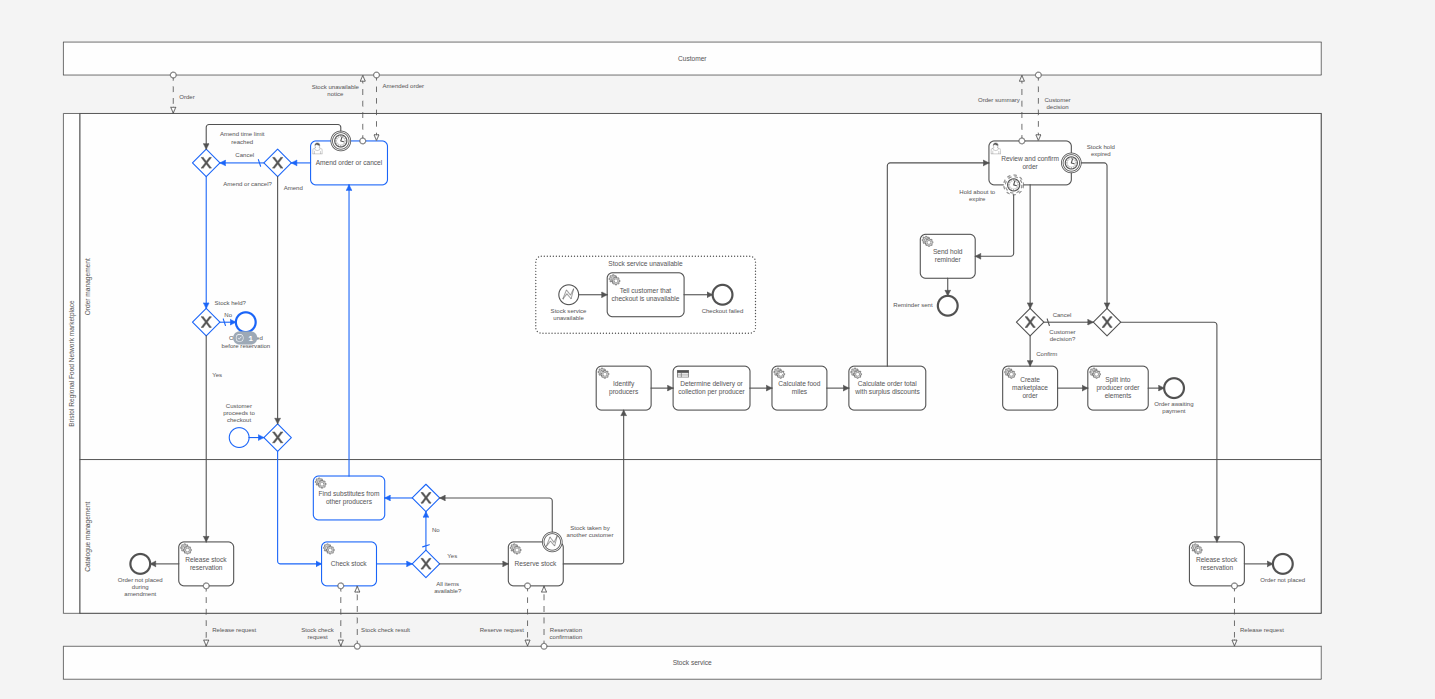 Customer
Order
Stock unavailable
notice
Amended order
Order summary
Customer
decision
Bristol Regional Food Network marketplace
Order management
Amend time limit
reached
Cancel
Amend or cancel?
Amend
Amend order or cancel
Review and confirm
order
Stock hold
expired
Hold about to
expire
Send hold
reminder
Reminder sent
Stock service unavailable
Stock service
unavailable
Tell customer that
checkout is unavailable
Checkout failed
Stock held?
No
1
before reservation
Yes
Cancel
Customer
decision?
Confirm
Customer
proceeds to
checkout
Identify
producers
Determine delivery or
collection per producer
Calculate food
miles
Calculate order total
with surplus discounts
Create
marketplace
order
Split into
producer order
elements
Order awaiting
payment
Catalogue management
Find substitutes from
other producers
No
Stock taken by
another customer
Order not placed
during
amendment
Release stock
reservation
Check stock
Yes
All items
available?
Reserve stock
Release stock
reservation
Order not placed
Release request
Stock check
request
Stock check result
Reserve request
Reservation
confirmation
Release request
Stock service